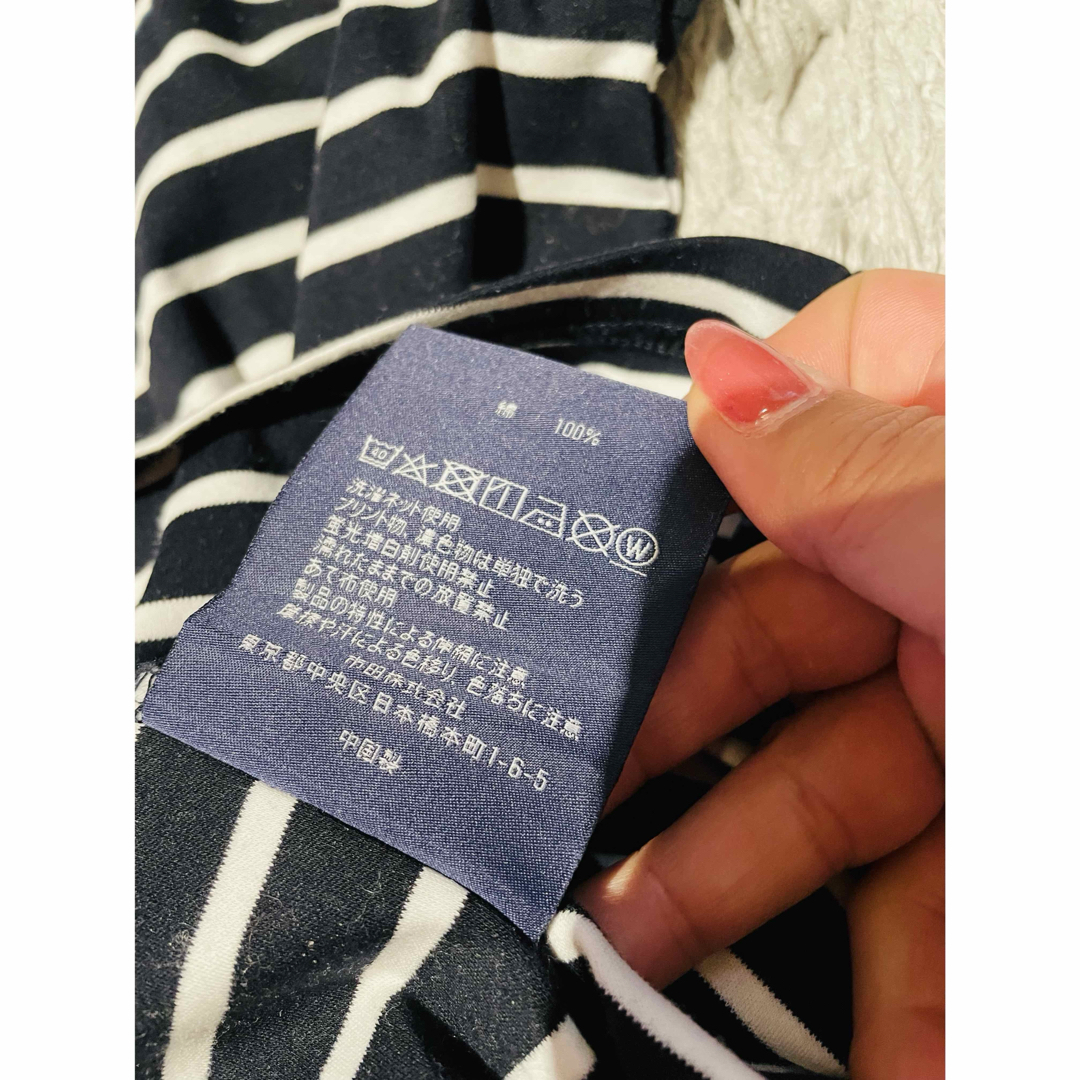 綿 100%
40 W
洗濯ネット使用
プリント物、濃色物は単独で洗う
蛍光増白剤使用禁止
濡れたままでの放置禁止
あて布使用
製品の特性による伸縮に注意
摩擦や汗による色移り、色落ちに注意
市田株式会社
東京都中央区日本橋本町1-6-5
中国製